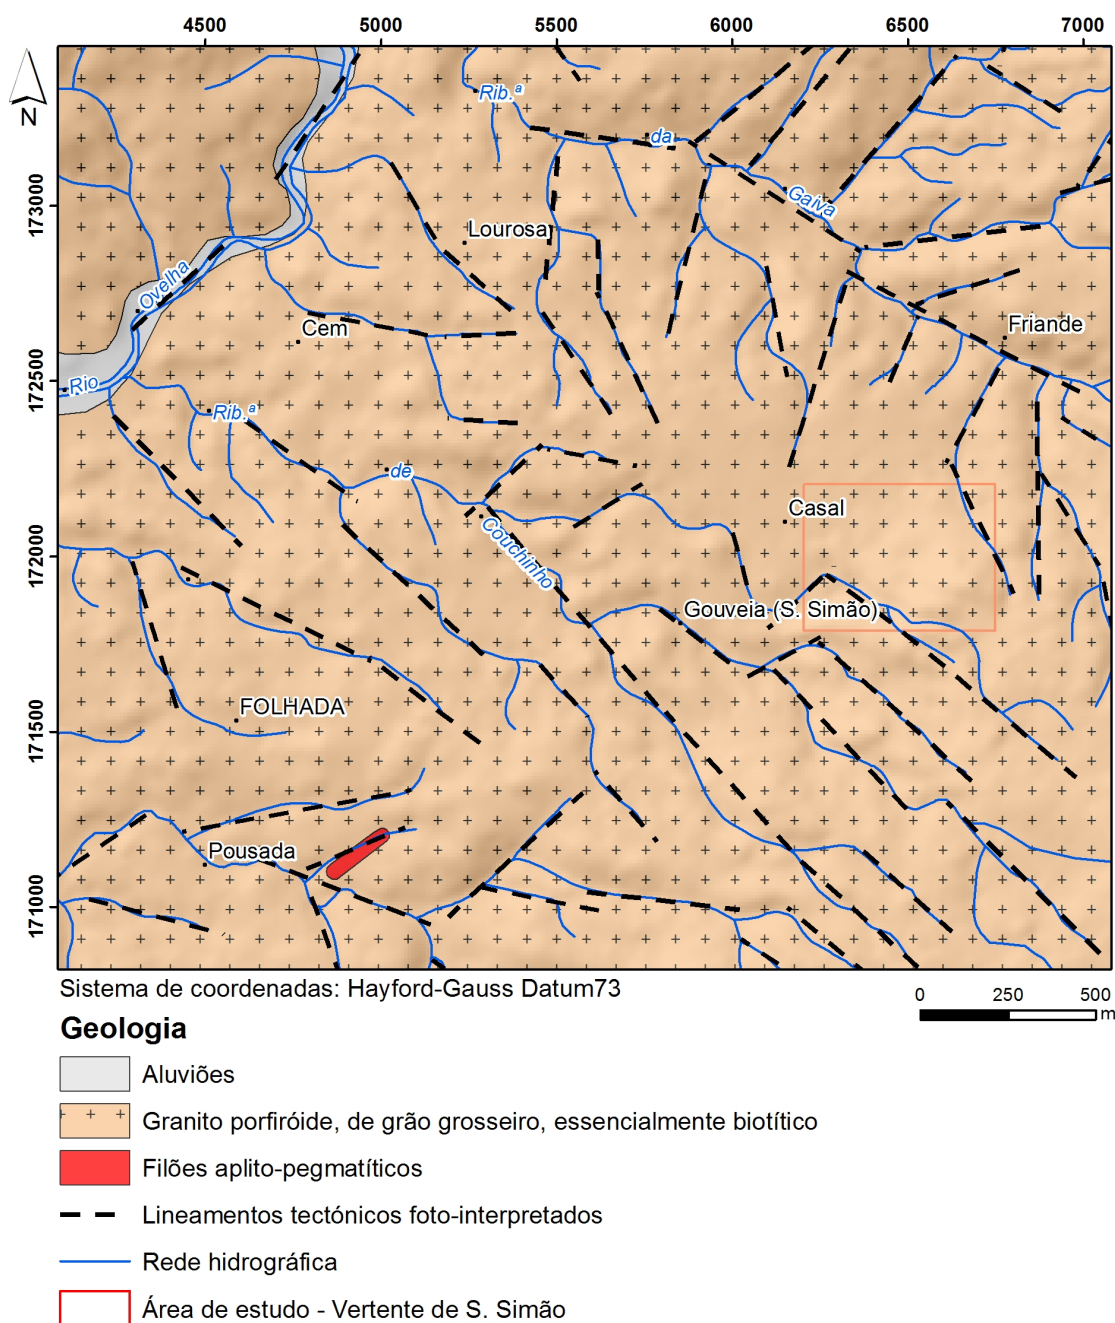 4500 5000 5500 6000 6500 7000
N
173000
172500
172000
171500
171000
Rib.ª
da
Gaiva
Lourosa
Ovelha
Rio
Cem
Friande
Rib.ª
de
Couchinho
Casal
Gouveia (S. Simão)
FOLHADA
Pousada
Sistema de coordenadas: Hayford-Gauss Datum73
0 250 500
m
Geologia
Aluviões
Granito porfiróide, de grão grosseiro, essencialmente biotítico
Filões aplito-pegmatíticos
Lineamentos tectónicos foto-interpretados
Rede hidrográfica
Área de estudo - Vertente de S. Simão